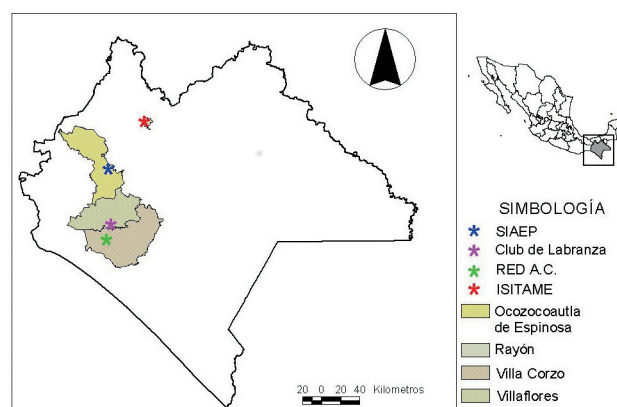 SIMBOLOGÍA
SIAEP
Club de Labranza
RED A.C.
ISITAME
Ocozocoautla
de Espinosa
Rayón
Villa Corzo
Villaflores
20 0 20 40 Kilometros